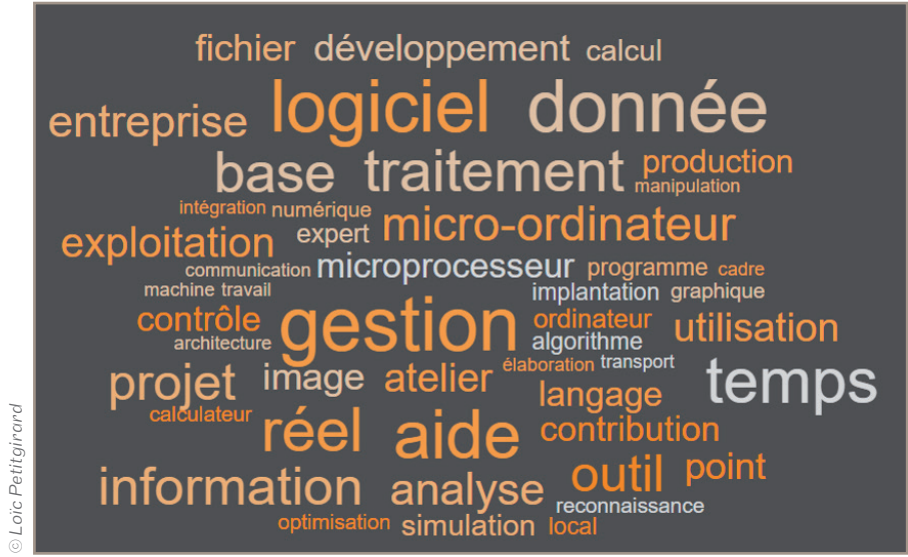 fichier développement calcul
entreprise logiciel donnée
base traitement production
manipulation
intégration numérique
exploitation expert micro-ordinateur
communication microprocesseur programme cadre
machine travail implantation graphique
contrôle gestion ordinateur utilisation
architecture algorithme
élaboration transport
projet image atelier langage temps
calculateur réel aide contribution
information analyse outil point
reconnaissance
optimisation simulation local
© Loïc Petitgirard